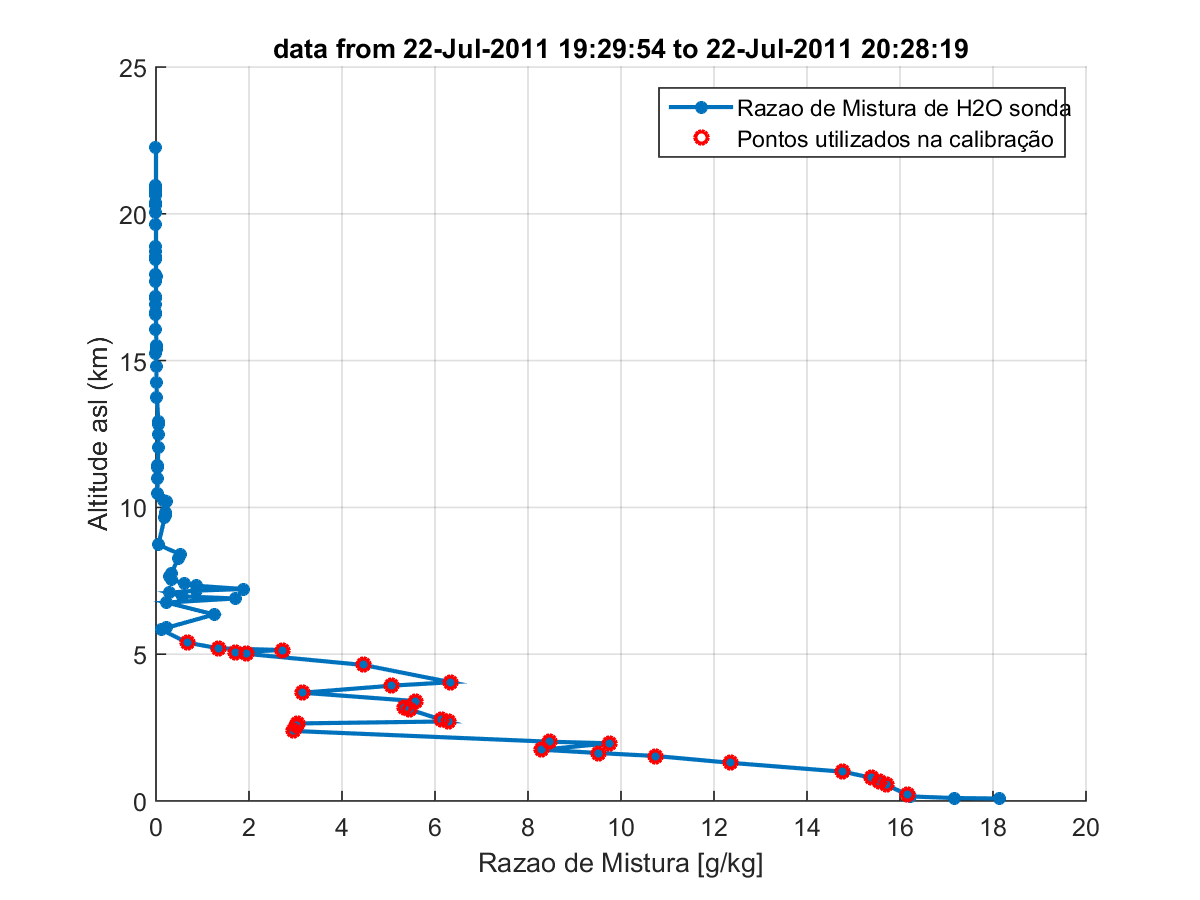 data from 22-Jul-2011 19:29:54 to 22-Jul-2011 20:28:19
Razao de Mistura de H2O sonda
Pontos utilizados na calibração
25
20
15
10
5
0
Altitude asl (km)
0 2 4 6 8 10 12 14 16 18 20
Razao de Mistura [g/kg]